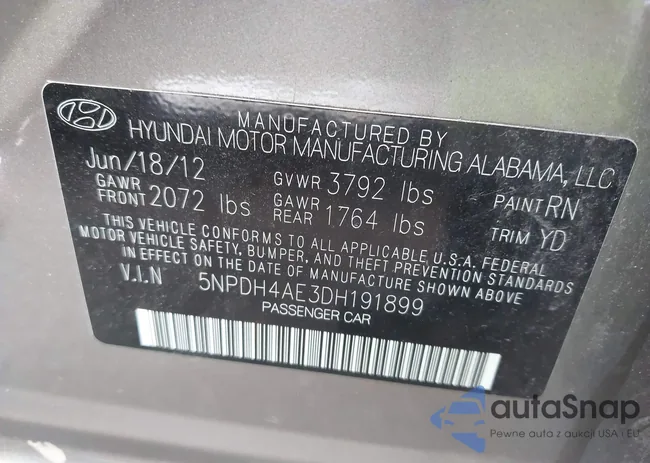 MANUFACTURED BY
HYUNDAI MOTOR MANUFACTURING ALABAMA, LLC
Jun/18/12 GVWR 3792 lbs PAINT RN
GAWR FRONT 2072 lbs GAWR REAR 1764 lbs TRIM YD
THIS VEHICLE CONFORMS TO ALL APPLICABLE U.S. FEDERAL
MOTOR VEHICLE SAFETY, BUMPER, AND THEFT PREVENTION STANDARDS
IN EFFECT ON THE DATE OF MANUFACTURE SHOWN ABOVE.
V.I.N 5NPDH4AE3DH191899
PASSENGER CAR
autaSnap
Pewne auta z aukcji USA i EU